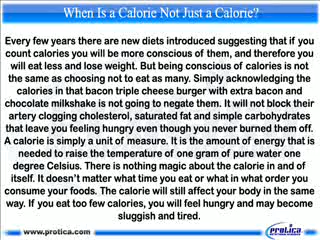 When Is a Calorie Not Just a Calorie?
Every few years there are new diets introduced suggesting that if you
count calories you will be more conscious of them, and therefore you
will eat less and lose weight. But being conscious of calories is not
the same as choosing not to eat as many. Simply acknowledging the
calories in that bacon triple cheese burger with extra bacon and
chocolate milkshake is not going to negate them. It will not block their
artery clogging cholesterol, saturated fat and simple carbohydrates
that leave you feeling hungry even though you never burned them off.
A calorie is simply a unit of measure. It is the amount of energy that is
needed to raise the temperature of one gram of pure water one
degree Celsius. There is nothing magic about the calorie in and of
itself. It doesn't matter what time you eat or what in what order you
consume your foods. The calorie will still affect your body in the same
way. If you eat too few calories, you will feel hungry and may become
sluggish and tired.
www.protica.com
protica